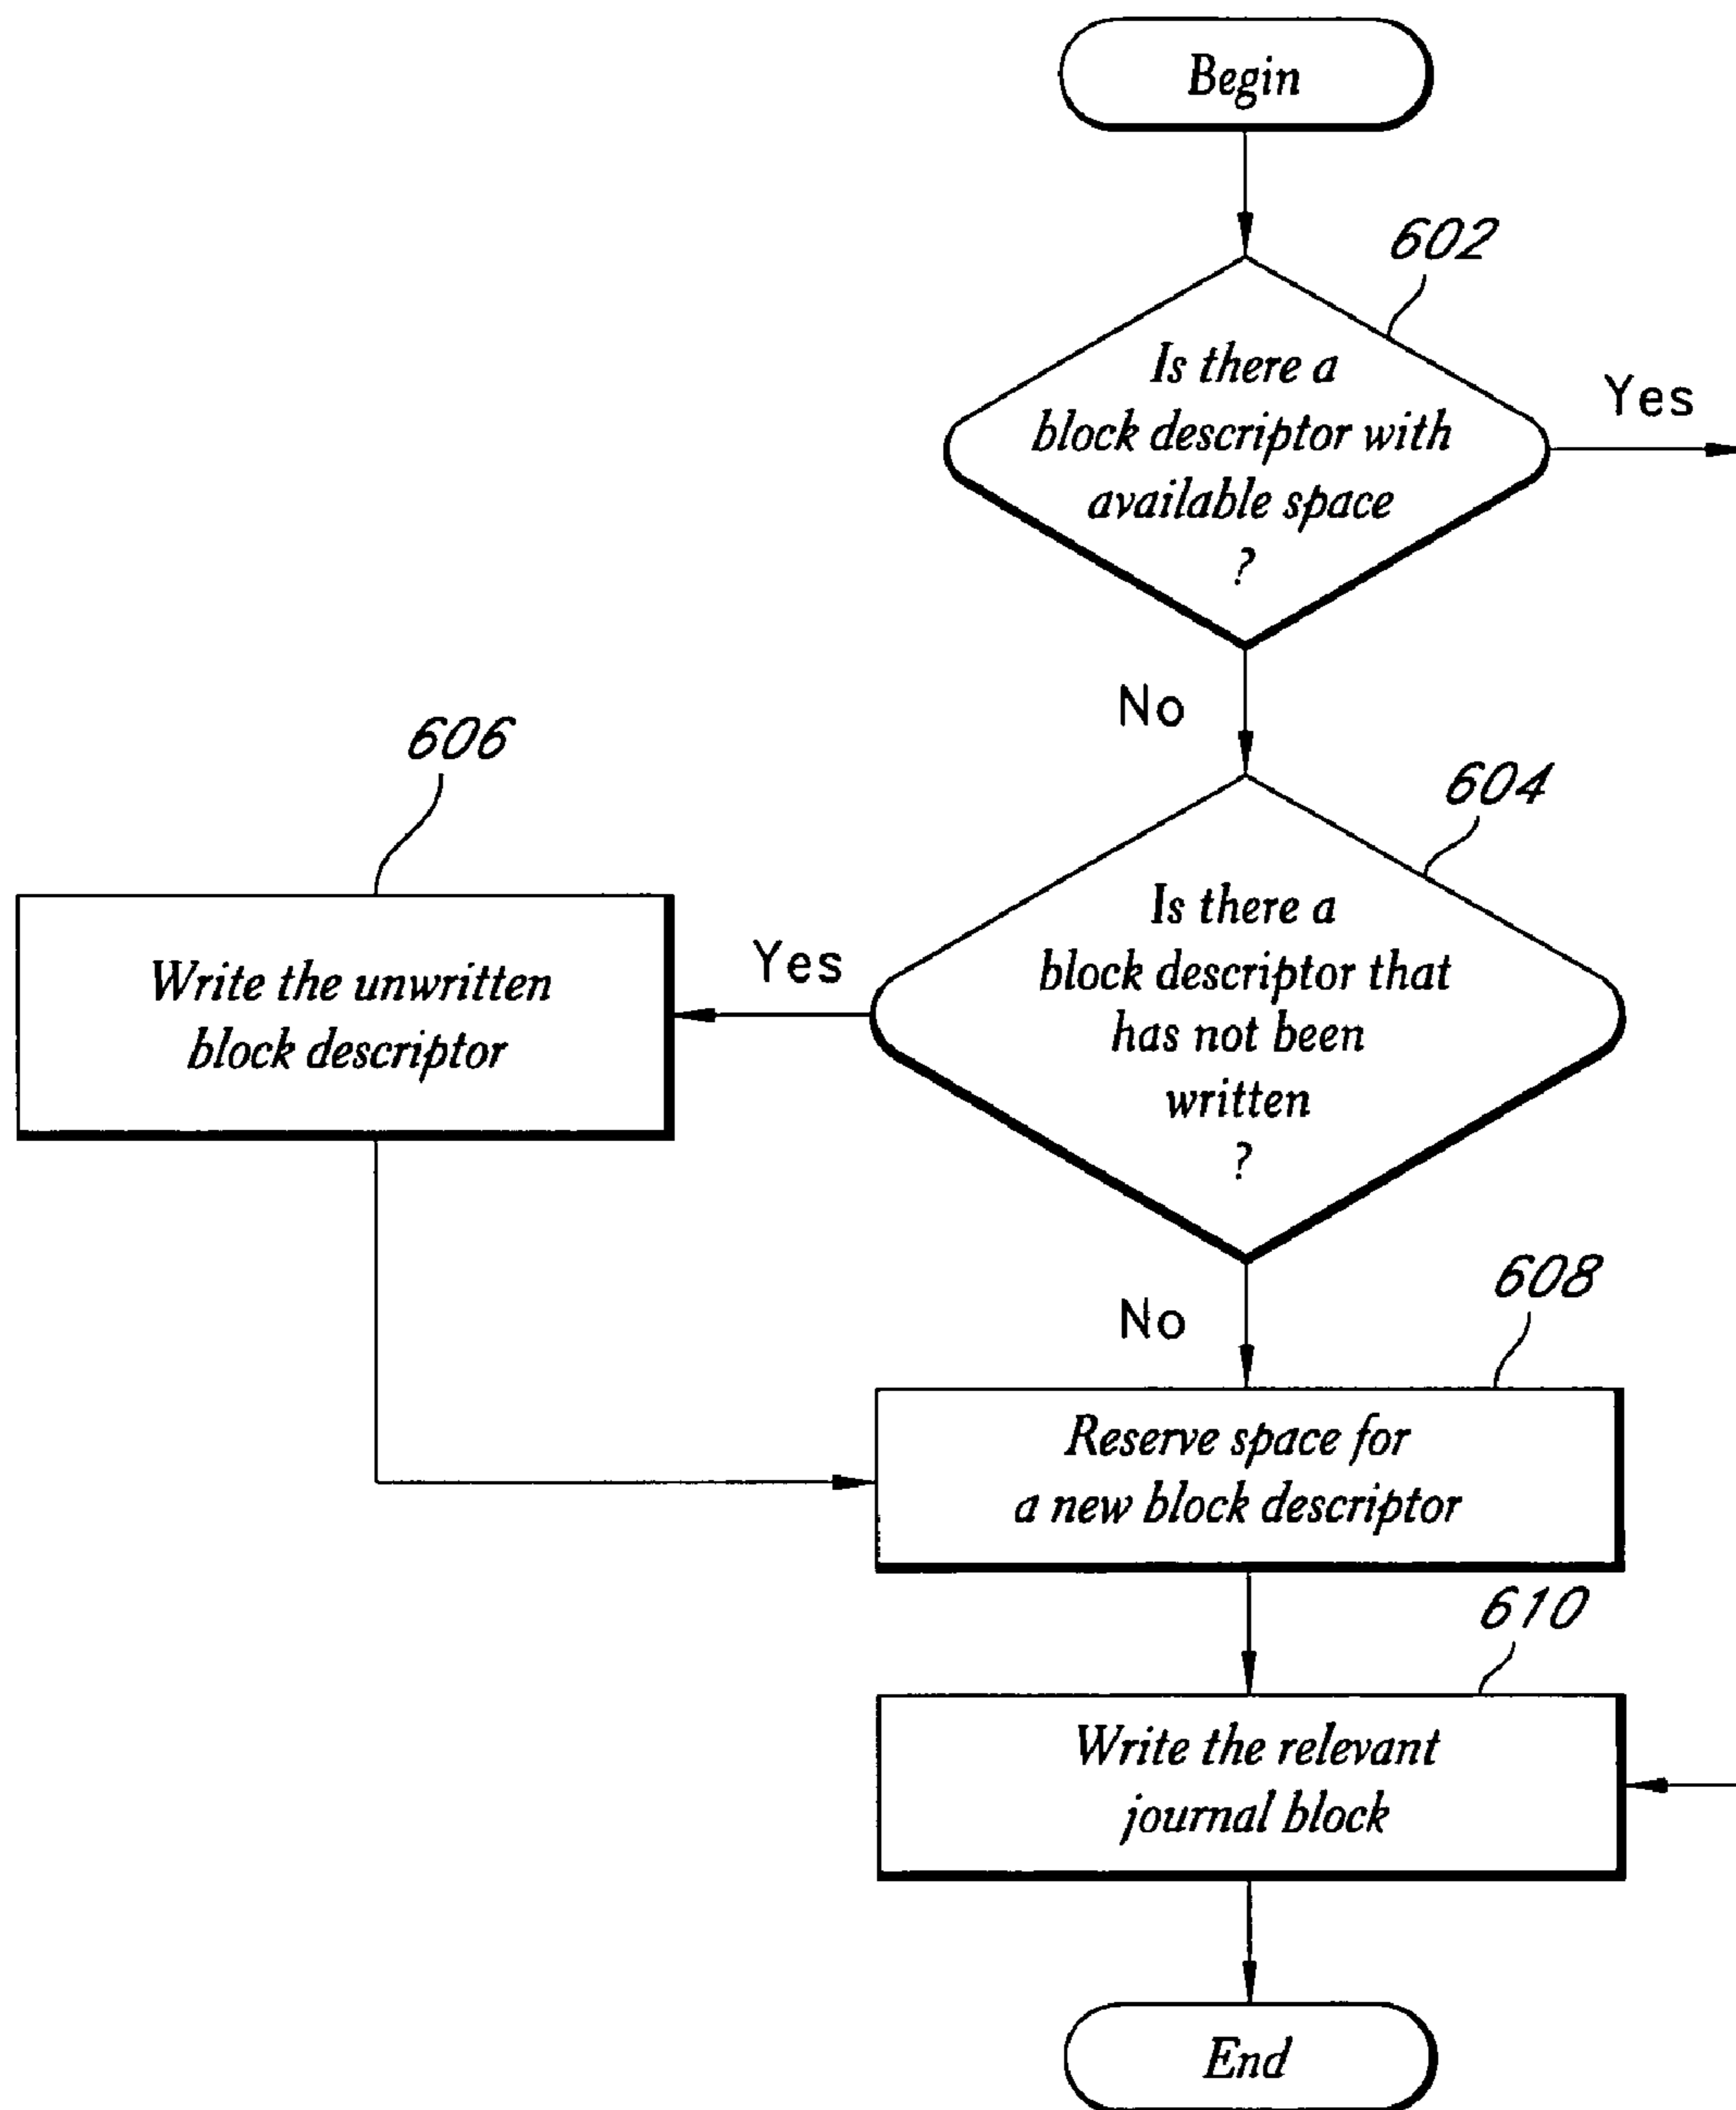 Begin
602
Is there a
block descriptor with
available space
?
Yes
No
604
Is there a
block descriptor that
has not been
written
?
Yes
606
Write the unwritten
block descriptor
No
608
Reserve space for
a new block descriptor
610
Write the relevant
journal block
End